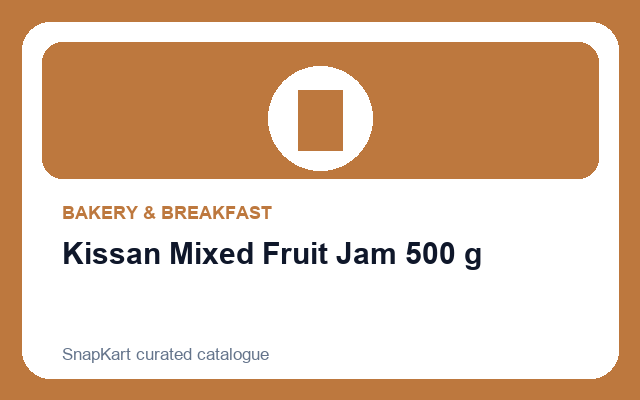 BAKERY & BREAKFAST
Kissan Mixed Fruit Jam 500 g
SnapKart curated catalogue